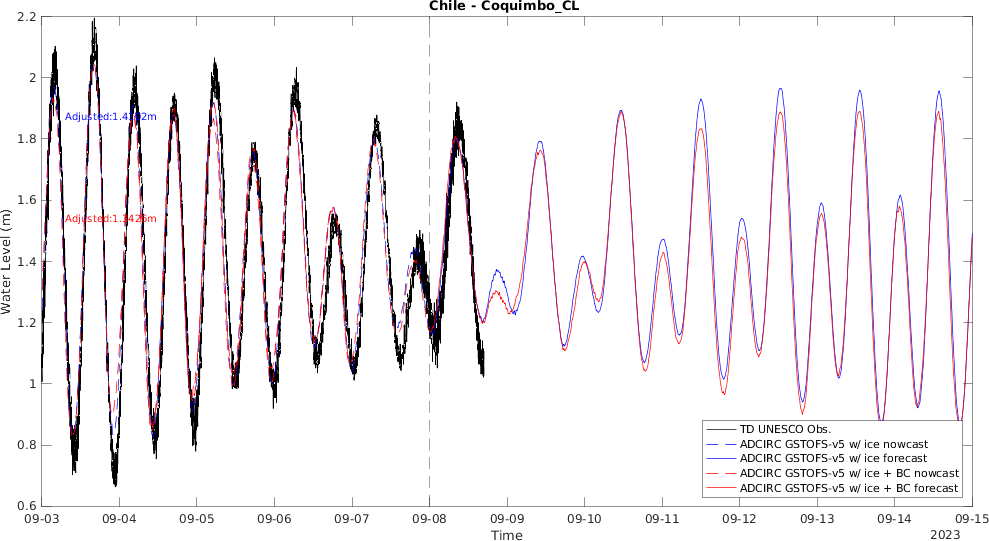 Chile - Coquimbo_CL
2.2
2
1.8
1.6
1.4
1.2
1
0.8
0.6
Water Level (m)
09-03
09-04
09-05
09-06
09-07
09-08
09-09
09-10
09-11
09-12
09-13
09-14
09-15
Time
2023
TD UNESCO Obs.
ADCIRC GSTOFS-v5 w/ ice nowcast
ADCIRC GSTOFS-v5 w/ ice forecast
ADCIRC GSTOFS-v5 w/ ice + BC nowcast
ADCIRC GSTOFS-v5 w/ ice + BC forecast